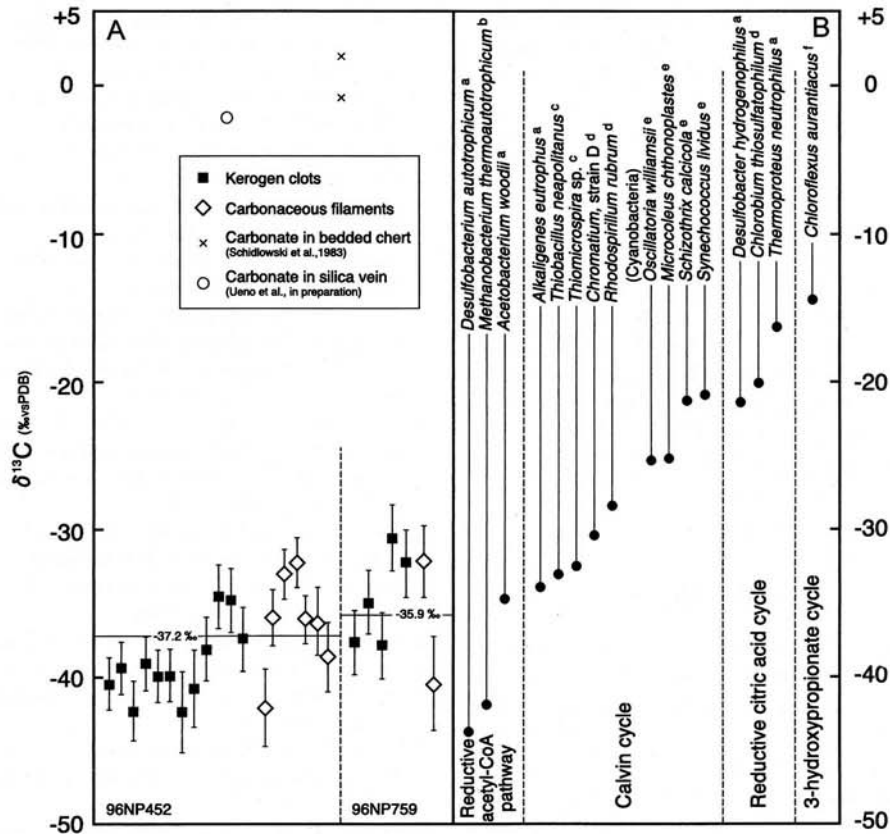 +5
0
-10
-20
-30
-40
-50
δ¹³C (‰vsPDB)
A
Kerogen clots
Carbonaceous filaments
Carbonate in bedded chert
(Schidlowski et al.,1983)
Carbonate in silica vein
(Ueno et al., in preparation)
-37.2 ‰
-35.9 ‰
96NP452
96NP759
B
Desulfobacterium autotrophicum a
Methanobacterium thermoautotrophicum b
Acetobacterium woodii a
Alkaligenes eutrophus a
Thiobacillus neapolitanus c
Thiomicrospira sp. c
Chromatium, strain D d
Rhodospirillum rubrum d
(Cyanobacteria)
Oscillatoria williamsii e
Microcoleus chthonoplastes e
Schizothrix calcicola e
Synechococcus lividus e
Desulfobacter hydrogenophilus a
Chlorobium thiosulfatophilum d
Thermoproteus neutrophilus a
Chloroflexus aurantiacus f
Reductive
acetyl-CoA
pathway
Calvin cycle
Reductive citric acid cycle
3-hydroxypropionate cycle
+5
0
-10
-20
-30
-40
-50